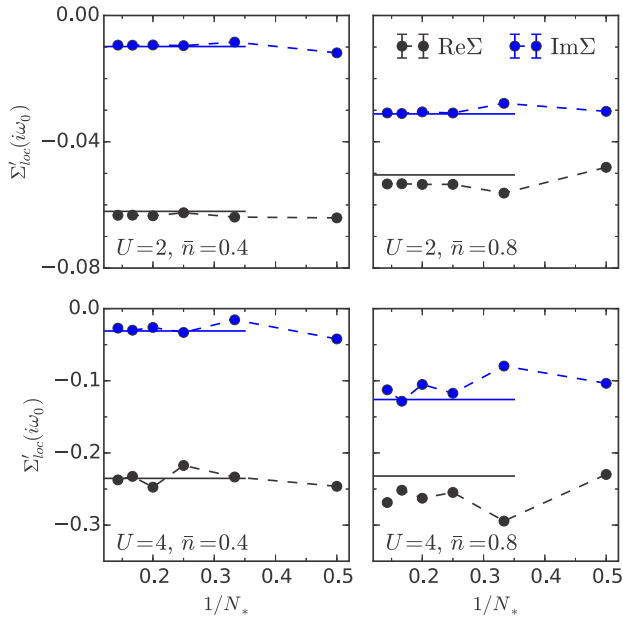 0.00
−0.04
−0.08
Σ′loc(iω0)
U=2, n̄=0.4
ReΣ ImΣ
U=2, n̄=0.8
0.0
−0.1
−0.2
−0.3
Σ′loc(iω0)
U=4, n̄=0.4
U=4, n̄=0.8
0.2 0.3 0.4 0.5 0.2 0.3 0.4 0.5
1/N* 1/N*